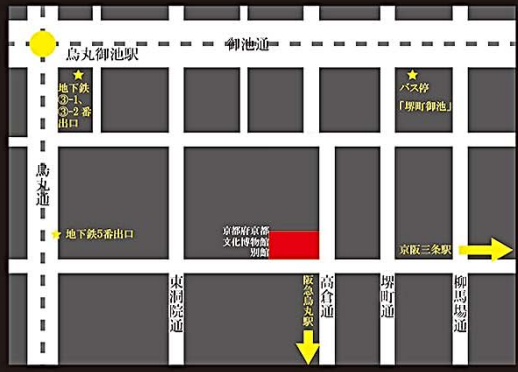 御池通
烏丸御池駅
地下鉄
③-1、
③-2 番
出口
バス停
「堺町御池」
烏丸通
地下鉄5番出口
京都府京都
文化博物館
別館
京阪三条駅
東洞院通
阪急烏丸駅
高倉通
堺町通
柳馬場通